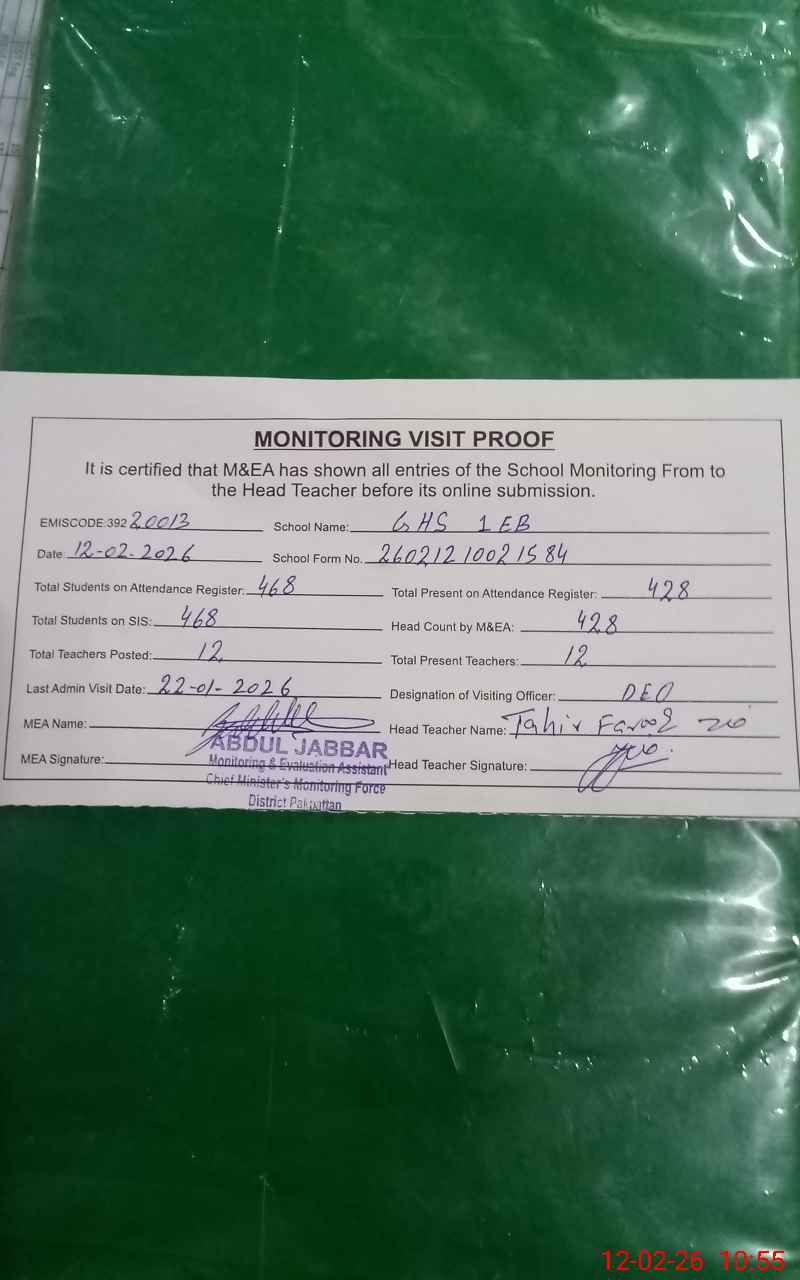 MONITORING VISIT PROOF
It is certified that M&EA has shown all entries of the School Monitoring From to
the Head Teacher before its online submission.
EMISCODE:392 20013 School Name: GHS 1 EB
Date: 12-02-2026 School Form No. 260212 1002 1584
Total Students on Attendance Register: 468 Total Present on Attendance Register: 428
Total Students on SIS: 468 Head Count by M&EA: 428
Total Teachers Posted: 12 Total Present Teachers: 12
Last Admin Visit Date: 22-01-2026 Designation of Visiting Officer: DEO
MEA Name: Head Teacher Name: Tahir Farooq
ABDUL JABBAR
MEA Signature: Monitoring & Evaluation Assistant Head Teacher Signature:
Chief Minister's Monitoring Force
District Pakpattan
12-02-26 10:55